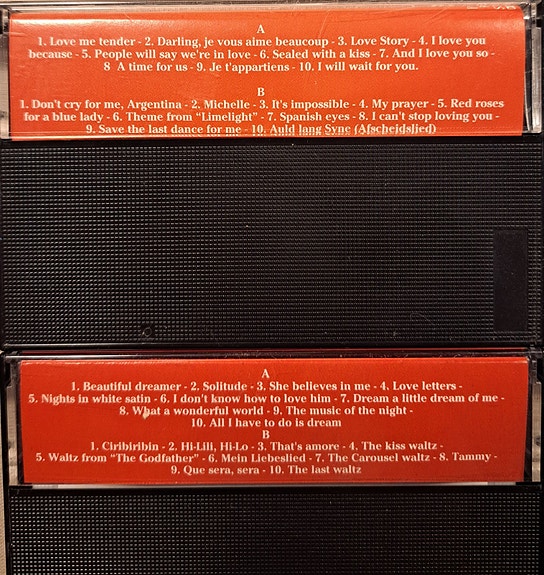 A
1. Love me tender - 2. Darling, je vous aime beaucoup - 3. Love Story - 4. I love you
because - 5. People will say we're in love - 6. Sealed with a kiss - 7. And I love you so -
8 A time for us - 9. Je t'appartiens - 10. I will wait for you.
B
1. Don't cry for me, Argentina - 2. Michelle - 3. It's impossible - 4. My prayer - 5. Red roses
for a blue lady - 6. Theme from “Limelight” - 7. Spanish eyes - 8. I can't stop loving you -
9. Save the last dance for me - 10. Auld lang Sync (Afscheidslied)
A
1. Beautiful dreamer - 2. Solitude - 3. She believes in me - 4. Love letters -
5. Nights in white satin - 6. I don't know how to love him - 7. Dream a little dream of me -
8. What a wonderful world - 9. The music of the night -
10. All I have to do is dream
B
1. Ciribiribin - 2. Hi-Lili, Hi-Lo - 3. That's amore - 4. The kiss waltz -
5. Waltz from “The Godfather” - 6. Mein Liebeslied - 7. The Carousel waltz - 8. Tammy -
9. Que sera, sera - 10. The last waltz